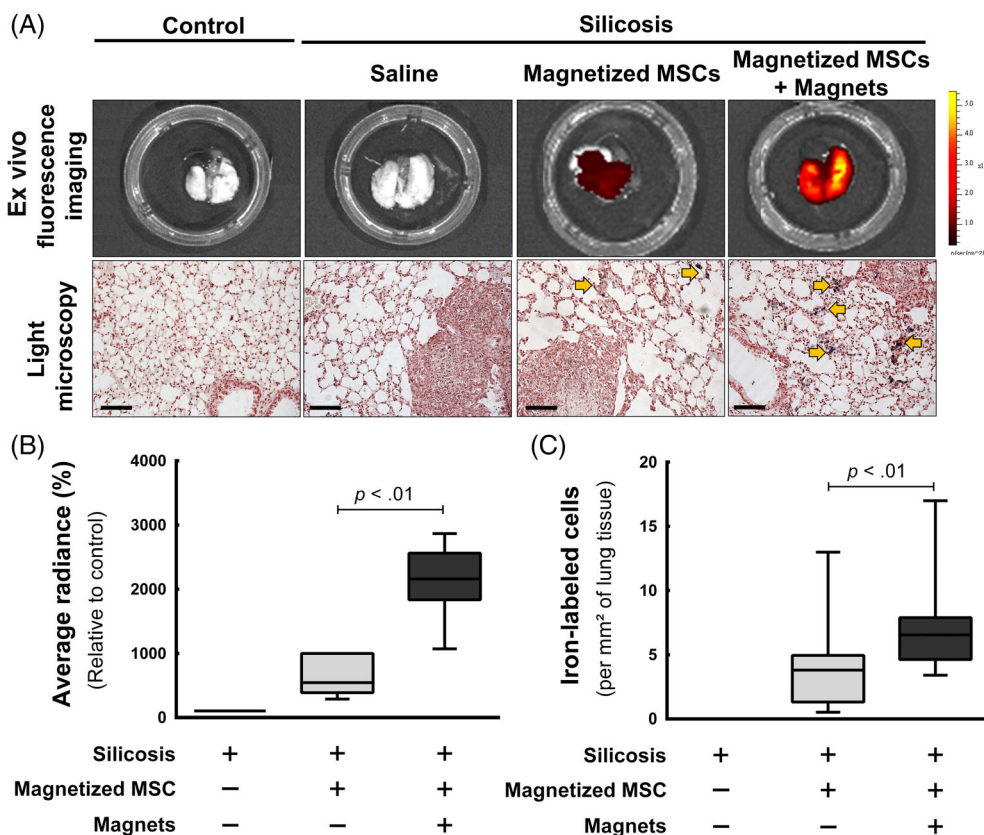 (A)
Control
Silicosis
Saline
Magnetized MSCs
Magnetized MSCs
+ Magnets
Ex vivo
fluorescence
imaging
5.0
4.0
3.0
2.0
1.0
Light
microscopy
(B)
Average radiance (%)
(Relative to control)
4000
3000
2000
1000
0
p < .01
Silicosis + + +
Magnetized MSC – + +
Magnets – – +
(C)
Iron-labeled cells
(per mm² of lung tissue)
20
15
10
5
0
p < .01
Silicosis + + +
Magnetized MSC – + +
Magnets – – +